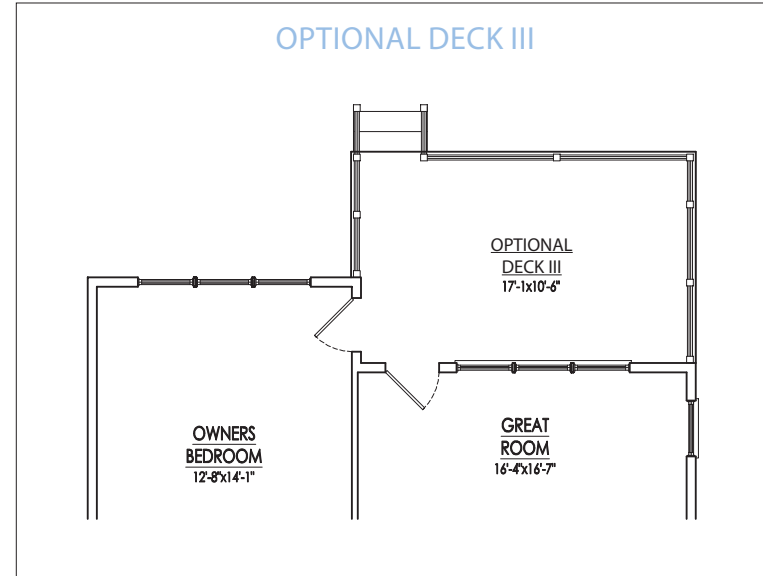 OPTIONAL DECK III
OPTIONAL
DECK III
17'-1x10'-6"
OWNERS
BEDROOM
12'-8"x14'-1"
GREAT
ROOM
16'-4"x16'-7"